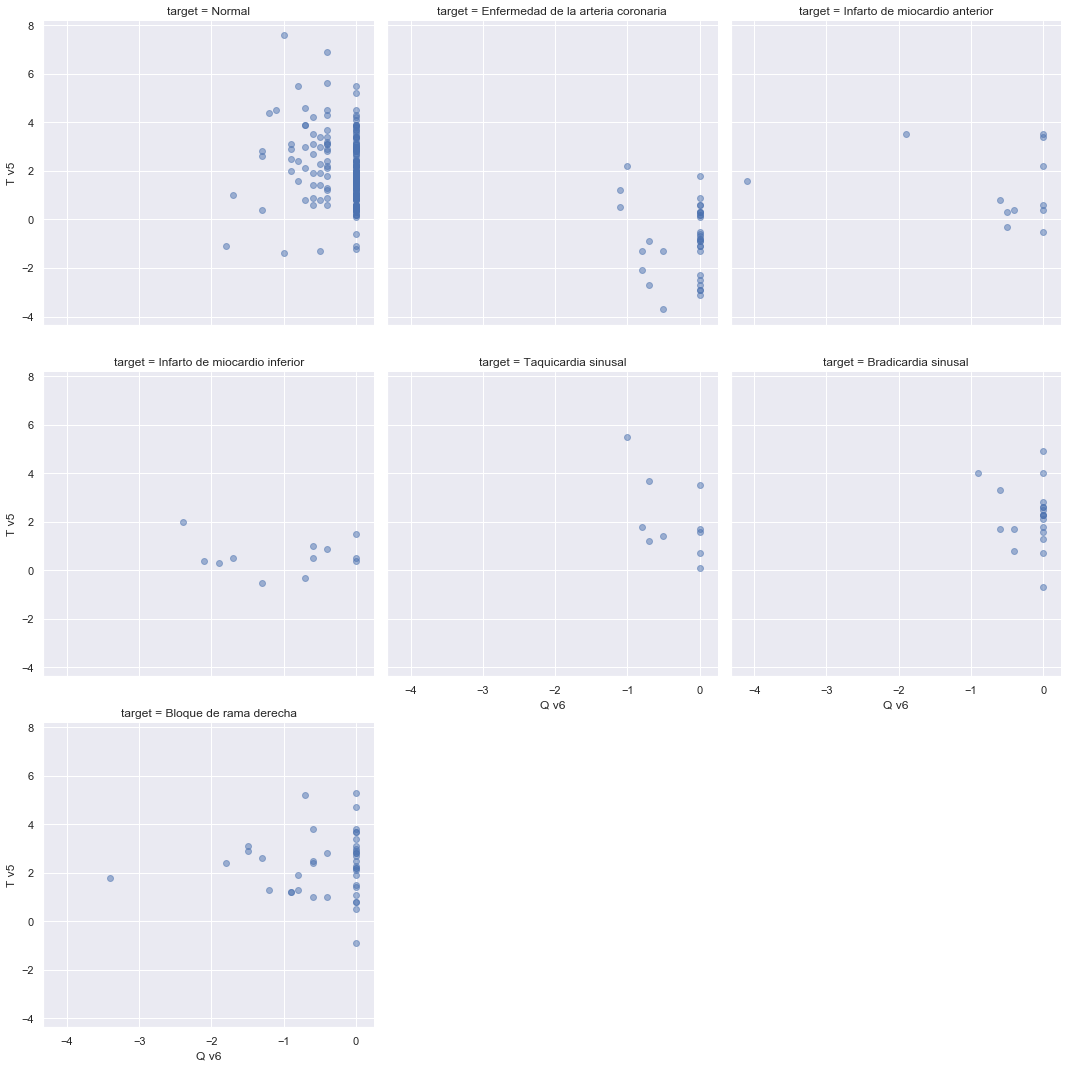 target = Normal
target = Enfermedad de la arteria coronaria
target = Infarto de miocardio anterior
8
6
4
2
0
−2
−4
T v5
target = Infarto de miocardio inferior
target = Taquicardia sinusal
target = Bradicardia sinusal
8
6
4
2
0
−2
−4
T v5
−4 −3 −2 −1 0
Q v6
−4 −3 −2 −1 0
Q v6
target = Bloque de rama derecha
8
6
4
2
0
−2
−4
T v5
−4 −3 −2 −1 0
Q v6